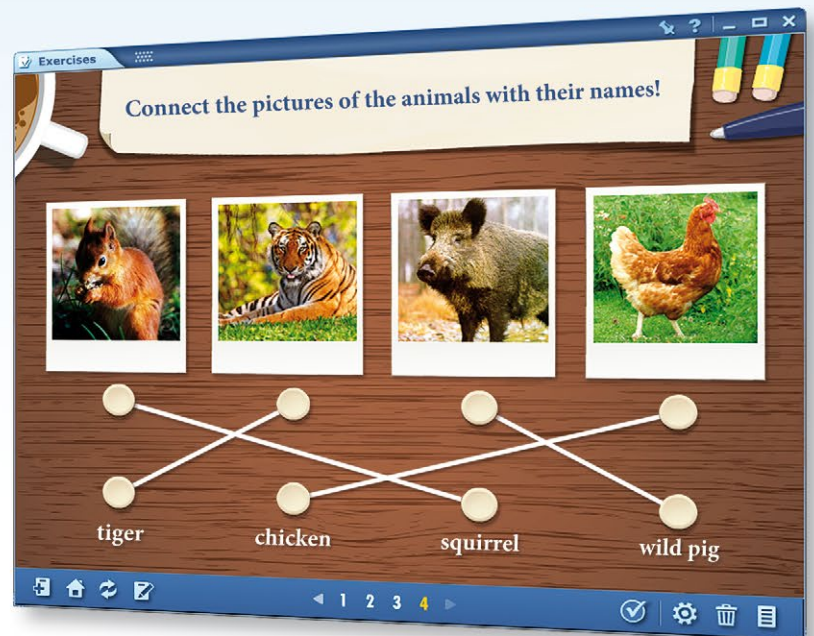 Exercises
Connect the pictures of the animals with their names!
tiger
chicken
squirrel
wild pig
1 2 3 4